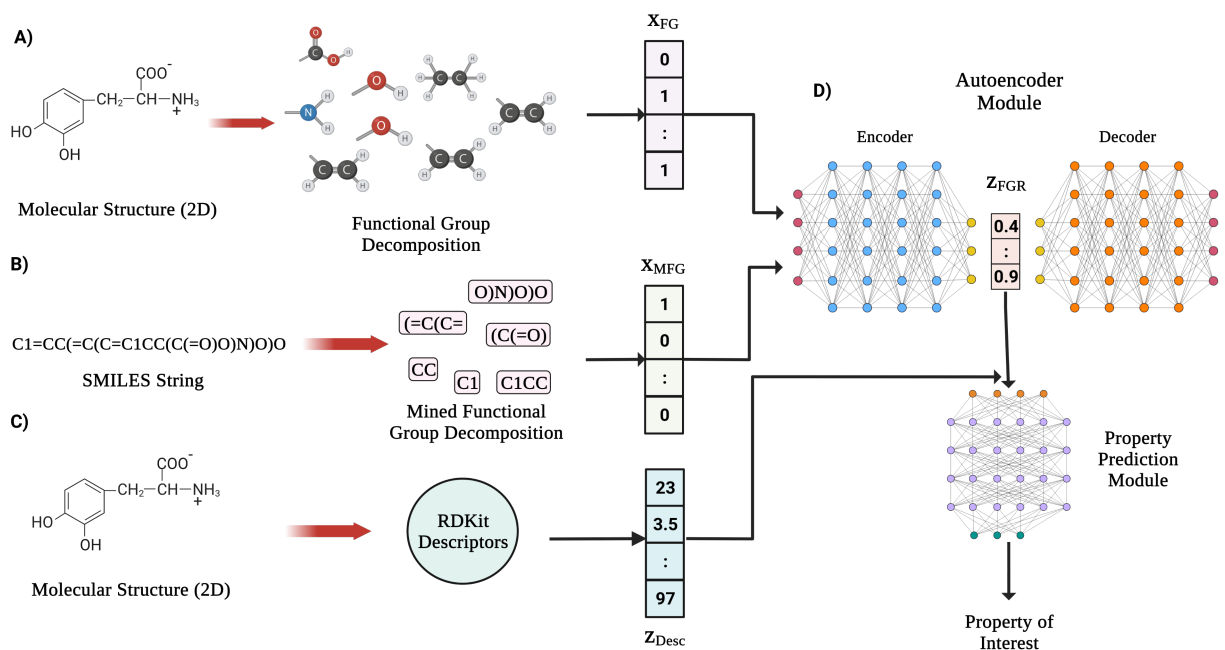 A)
COO-
CH2-CH-NH3
+
HO
OH
Molecular Structure (2D)
O
C
O
H
N
H
H
O
H
O
H
H
H
H
C
C
H
H
H
C
C
H
H
H
C
C
H
H
H
C
C
H
H
H
Functional Group
Decomposition
xFG
0
1
:
1
B)
C1=CC(=C(C=C1CC(C(=O)O)N)O)O
SMILES String
O)N)O)O
(=C(C=
(C(=O)
CC
C1
C1CC
Mined Functional
Group Decomposition
xMFG
1
0
:
0
C)
COO-
CH2-CH-NH3
+
HO
OH
Molecular Structure (2D)
RDKit
Descriptors
23
3.5
:
97
zDesc
D)
Autoencoder
Module
Encoder
Decoder
zFGR
0.4
:
0.9
Property
Prediction
Module
Property of
Interest